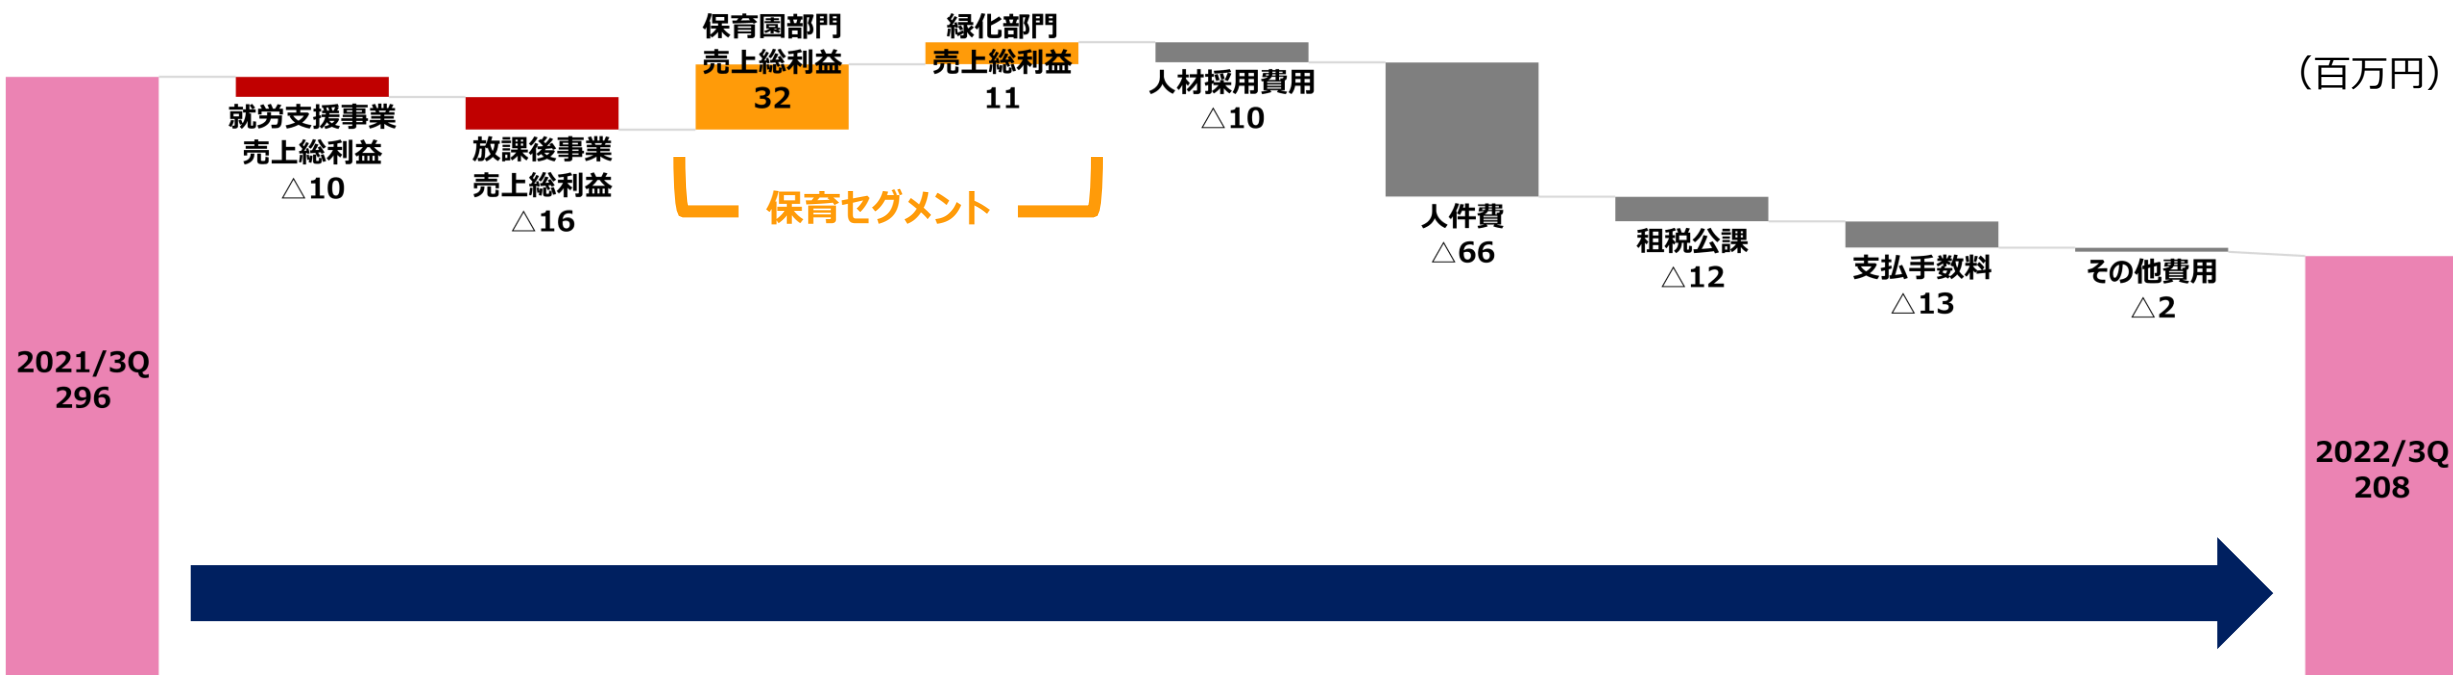 （百万円）
2021/3Q
296
就労支援事業
売上総利益
△10
放課後事業
売上総利益
△16
保育園部門
売上総利益
32
緑化部門
売上総利益
11
保育セグメント
人材採用費用
△10
人件費
△66
租税公課
△12
支払手数料
△13
その他費用
△2
2022/3Q
208